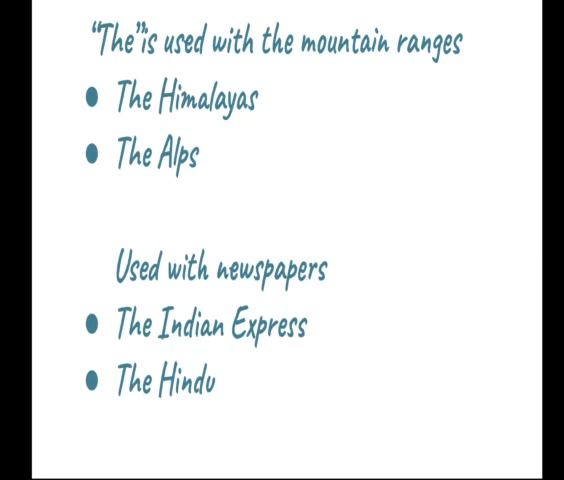 “The”is used with the mountain ranges
● The Himalayas
● The Alps
Used with newspapers
● The Indian Express
● The Hindu